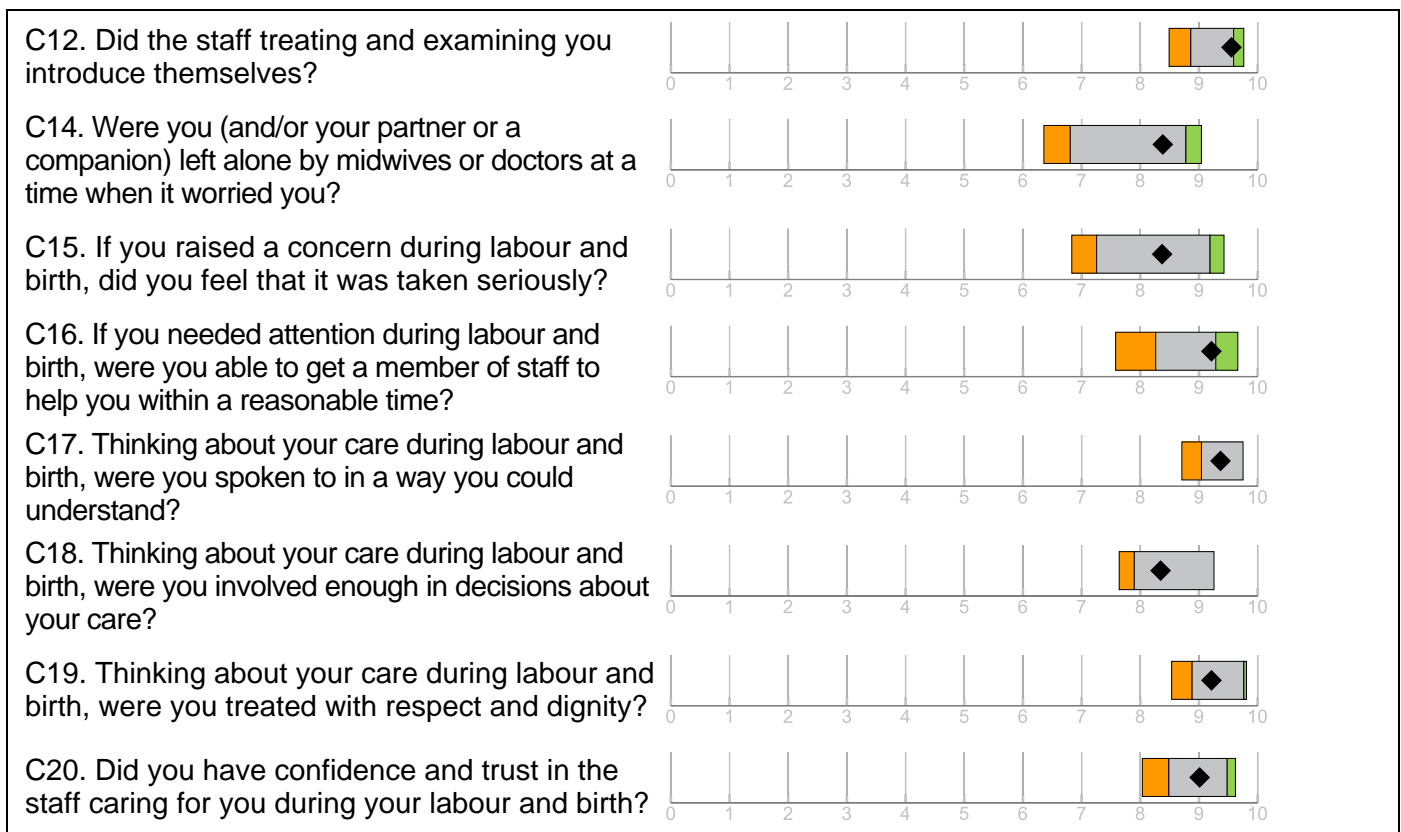 C12. Did the staff treating and examining you
introduce themselves?
0 1 2 3 4 5 6 7 8 9 10
C14. Were you (and/or your partner or a
companion) left alone by midwives or doctors at a
time when it worried you?
0 1 2 3 4 5 6 7 8 9 10
C15. If you raised a concern during labour and
birth, did you feel that it was taken seriously?
0 1 2 3 4 5 6 7 8 9 10
C16. If you needed attention during labour and
birth, were you able to get a member of staff to
help you within a reasonable time?
0 1 2 3 4 5 6 7 8 9 10
C17. Thinking about your care during labour and
birth, were you spoken to in a way you could
understand?
0 1 2 3 4 5 6 7 8 9 10
C18. Thinking about your care during labour and
birth, were you involved enough in decisions about
your care?
0 1 2 3 4 5 6 7 8 9 10
C19. Thinking about your care during labour and
birth, were you treated with respect and dignity?
0 1 2 3 4 5 6 7 8 9 10
C20. Did you have confidence and trust in the
staff caring for you during your labour and birth?
0 1 2 3 4 5 6 7 8 9 10